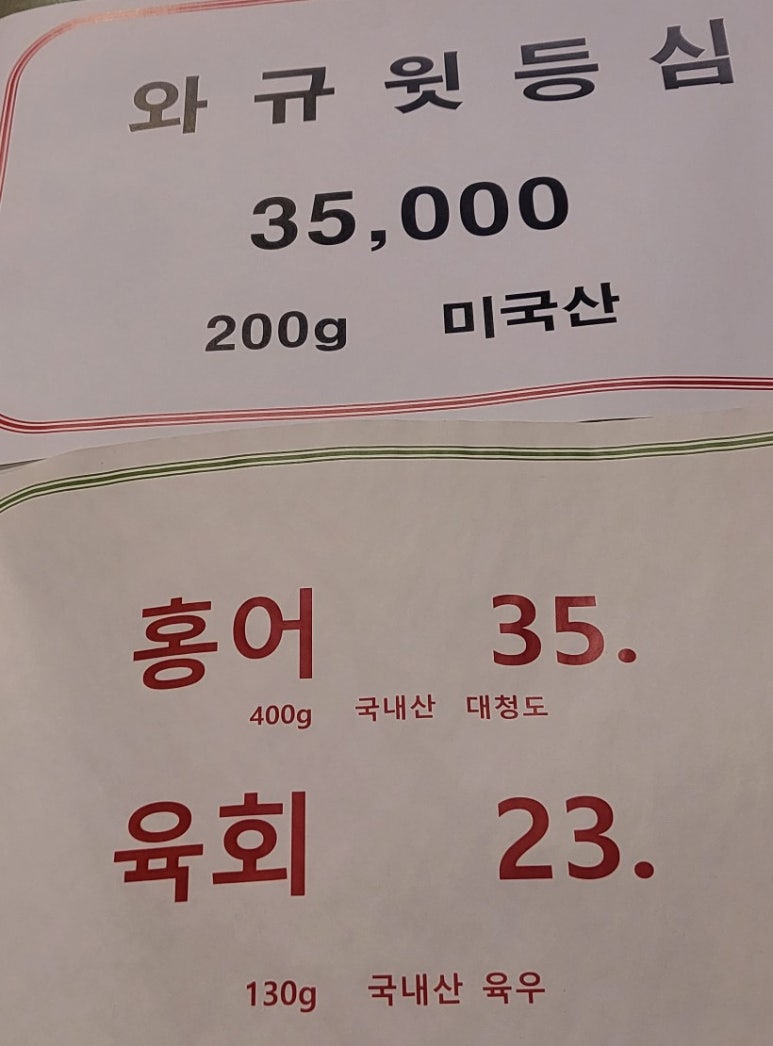 와규윗등심
35,000
200g 미국산
홍어 35.
400g 국내산 대청도
육회 23.
130g 국내산 육우